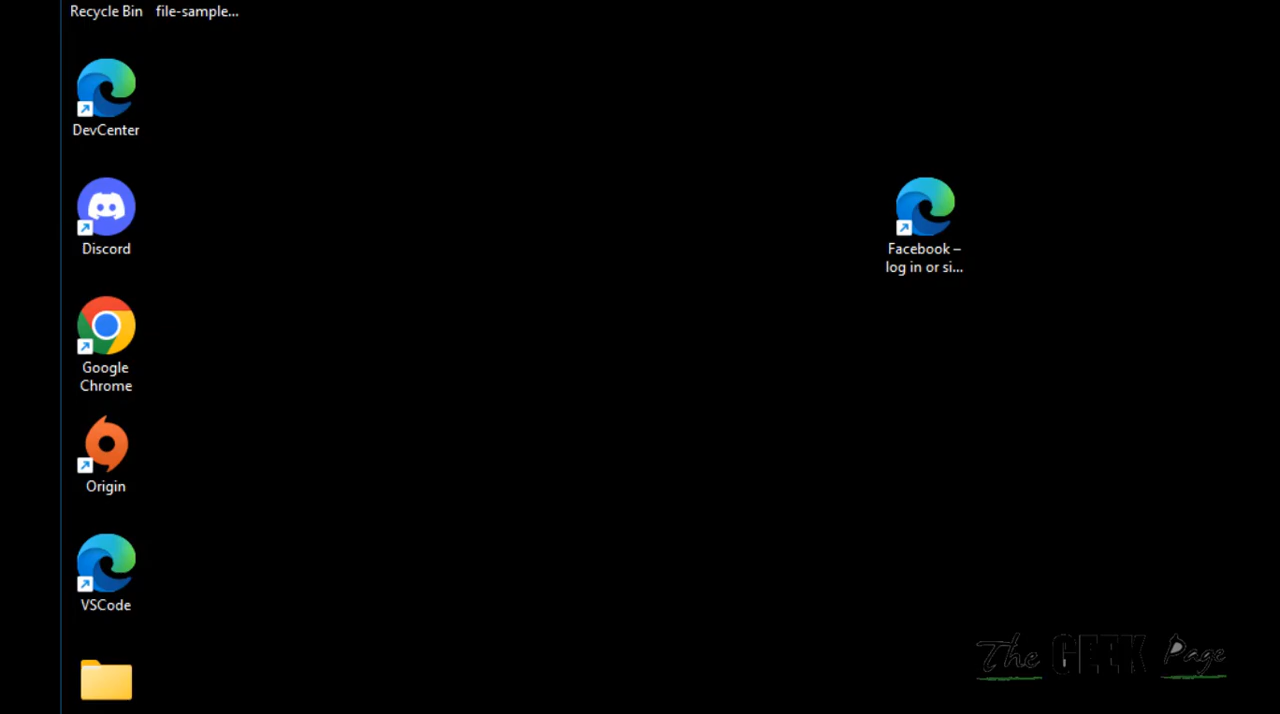 Recycle Bin
file-sample...
DevCenter
Discord
Facebook –
log in or si...
Google
Chrome
Origin
VSCode
The GEEK Page